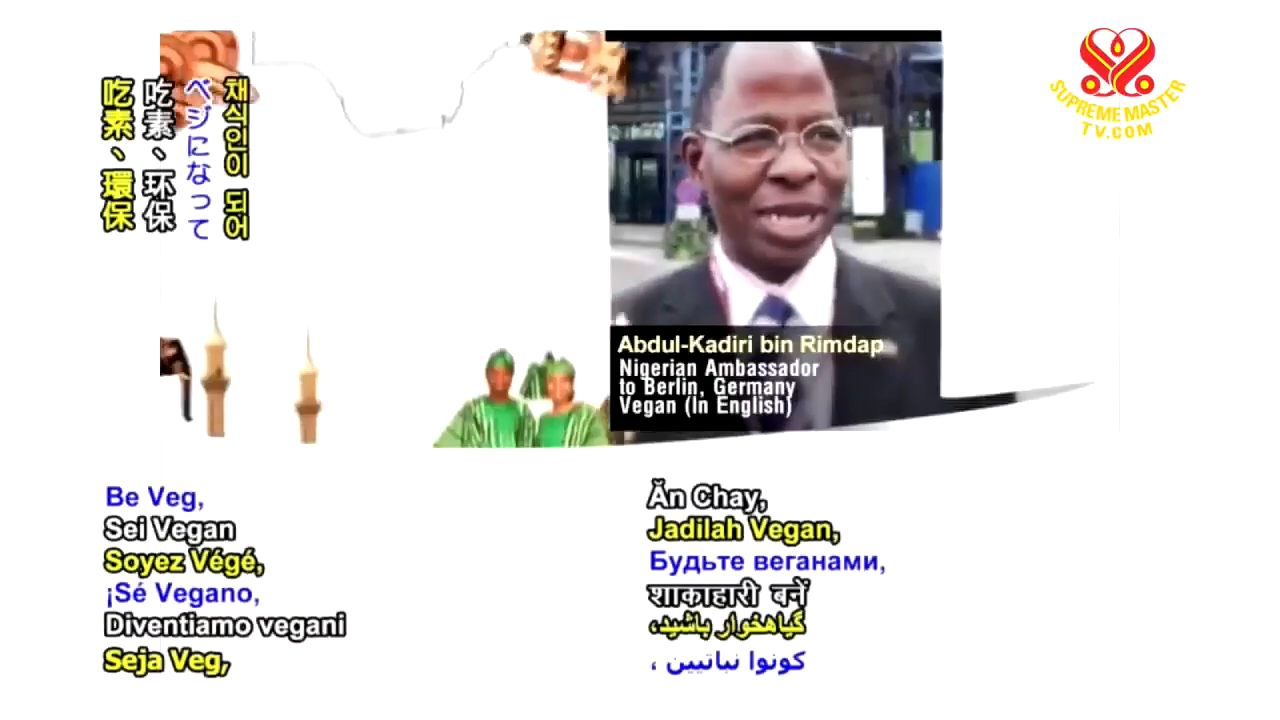 吃素、環保
吃素、环保
ベジになって
채식인이 되어
SUPREME MASTER
TV.COM
Abdul-Kadiri bin Rimdap
Nigerian Ambassador
to Berlin, Germany
Vegan (In English)
Be Veg,
Sei Vegan
Soyez Végé,
¡Sé Vegano,
Diventiamo vegani
Seja Veg,
Ăn Chay,
Jadilah Vegan,
Будьте веганами,
शाकाहारी बनें
گیاهخوار باشید،
كونوا نباتيين ،